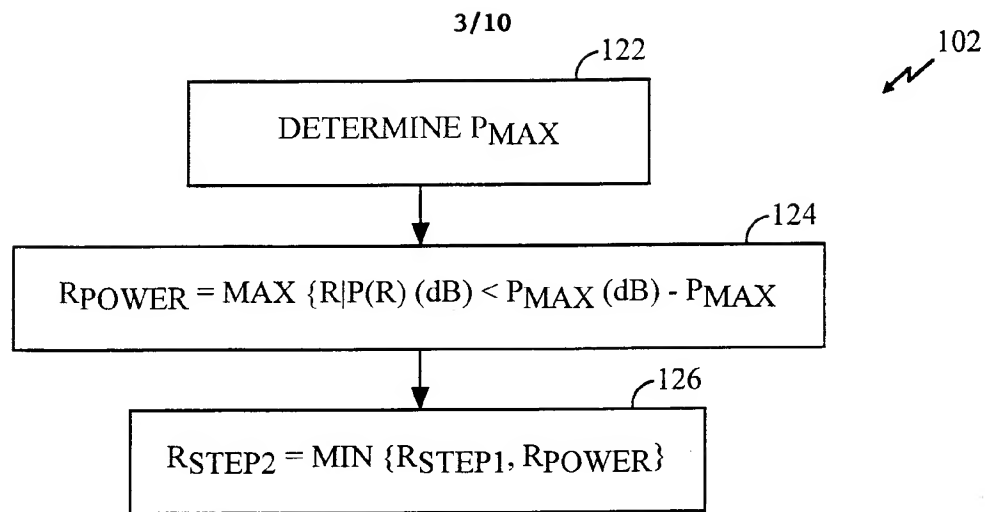 3/10
122
102
DETERMINE PMAX
124
RPOWER = MAX {R|P(R) (dB) < PMAX (dB) - PMAX
126
RSTEP2 = MIN {RSTEP1, RPOWER}